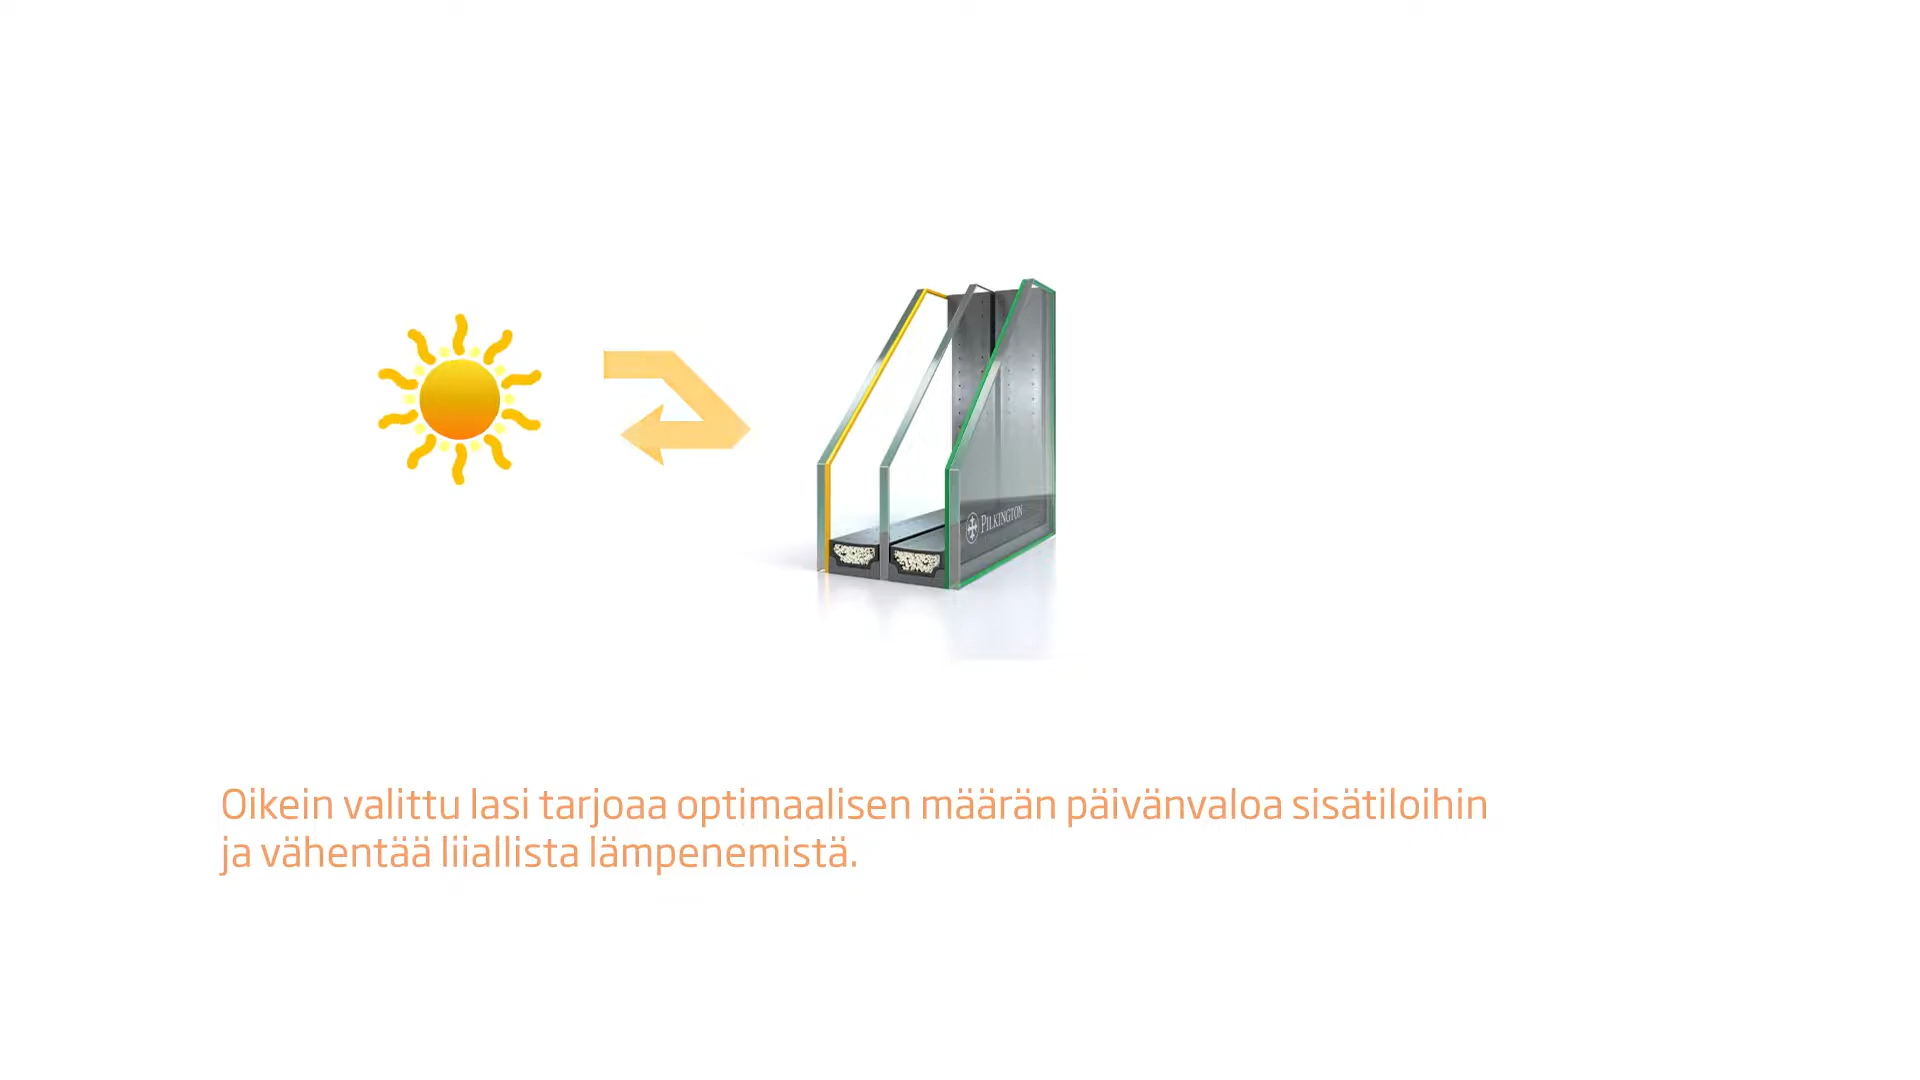 PILKINGTON
Oikein valittu lasi tarjoaa optimaalisen määrän päivänvaloa sisätiloihin
ja vähentää liiallista lämpenemistä.